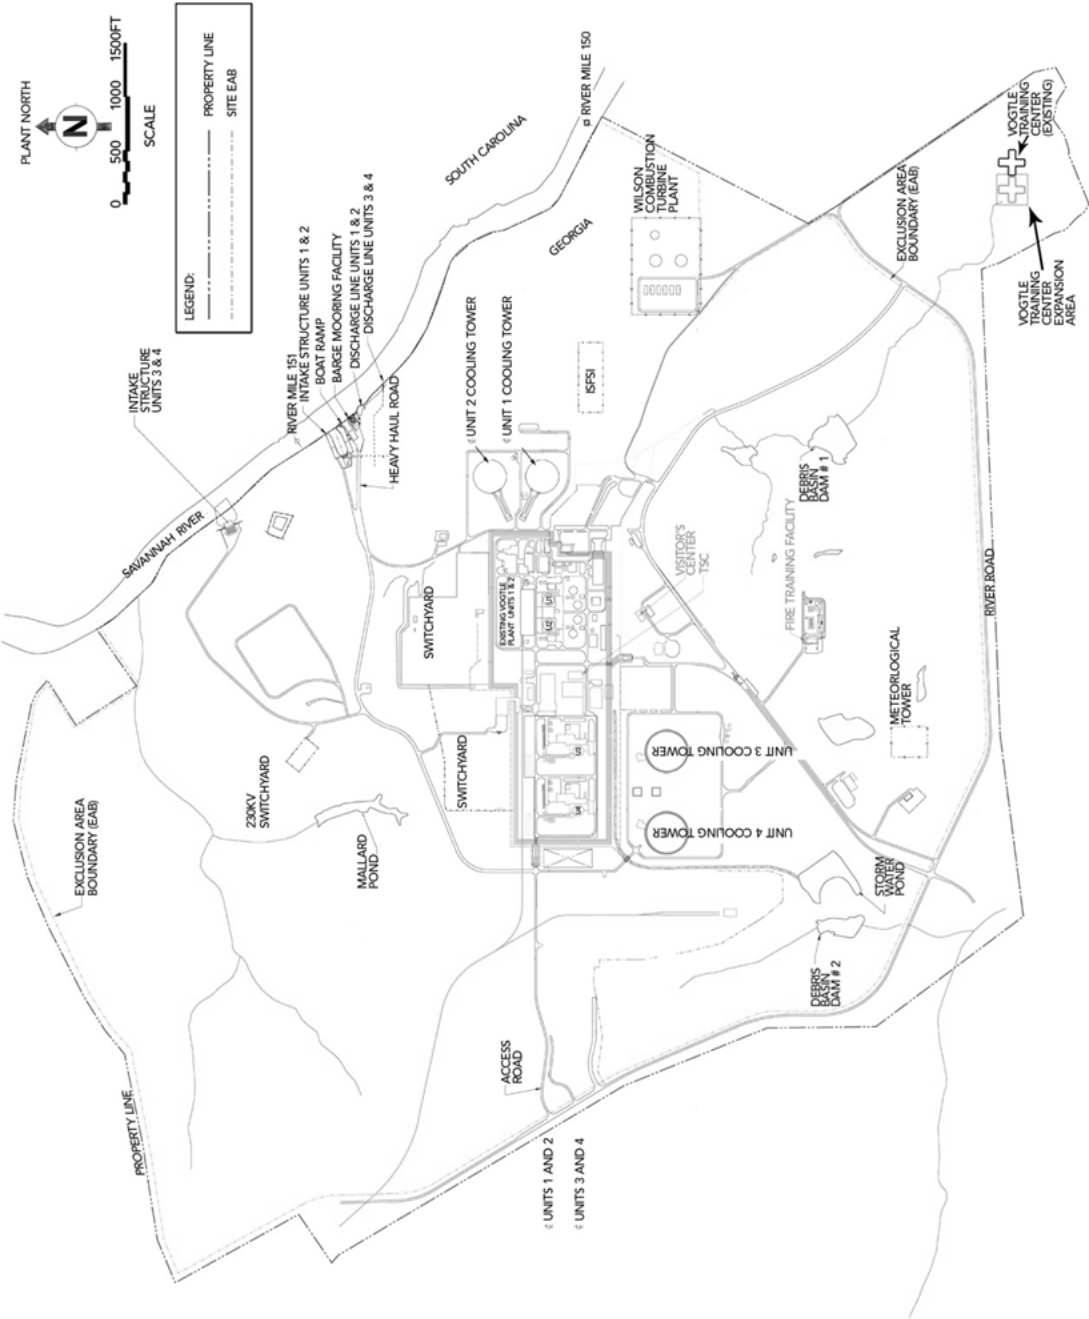 PLANT NORTH
N
0 500 1000 1500FT
SCALE
LEGEND:
PROPERTY LINE
SITE EAB
INTAKE
STRUCTURE
UNITS 3 & 4
RIVER MILE 151
INTAKE STRUCTURE UNITS 1 & 2
BOAT RAMP
BARGE MOORING FACILITY
DISCHARGE LINE UNITS 1 & 2
DISCHARGE LINE UNITS 3 & 4
SOUTH CAROLINA
RIVER MILE 150
GEORGIA
SAVANNAH RIVER
HEAVY HAUL ROAD
UNIT 2 COOLING TOWER
UNIT 1 COOLING TOWER
ISFSI
WILSON
COMBUSTION
TURBINE
PLANT
EXCLUSION AREA
BOUNDARY (EAB)
VOGTLE
TRAINING
CENTER
(EXISTING)
VOGTLE
TRAINING
CENTER
EXPANSION
AREA
SWITCHYARD
EXISTING VOGTLE
PLANT UNITS 1 & 2
U2
U1
VISITOR'S
CENTER
TSC
DEBRIS
BASIN
DAM # 1
FIRE TRAINING FACILITY
RIVER ROAD
METEORLOGICAL
TOWER
EXCLUSION AREA
BOUNDARY (EAB)
230KV
SWITCHYARD
MALLARD
POND
SWITCHYARD
U3
U4
UNIT 3 COOLING TOWER
UNIT 4 COOLING TOWER
STORM
WATER
POND
DEBRIS
BASIN
DAM # 2
PROPERTY LINE
ACCESS
ROAD
UNITS 1 AND 2
UNITS 3 AND 4